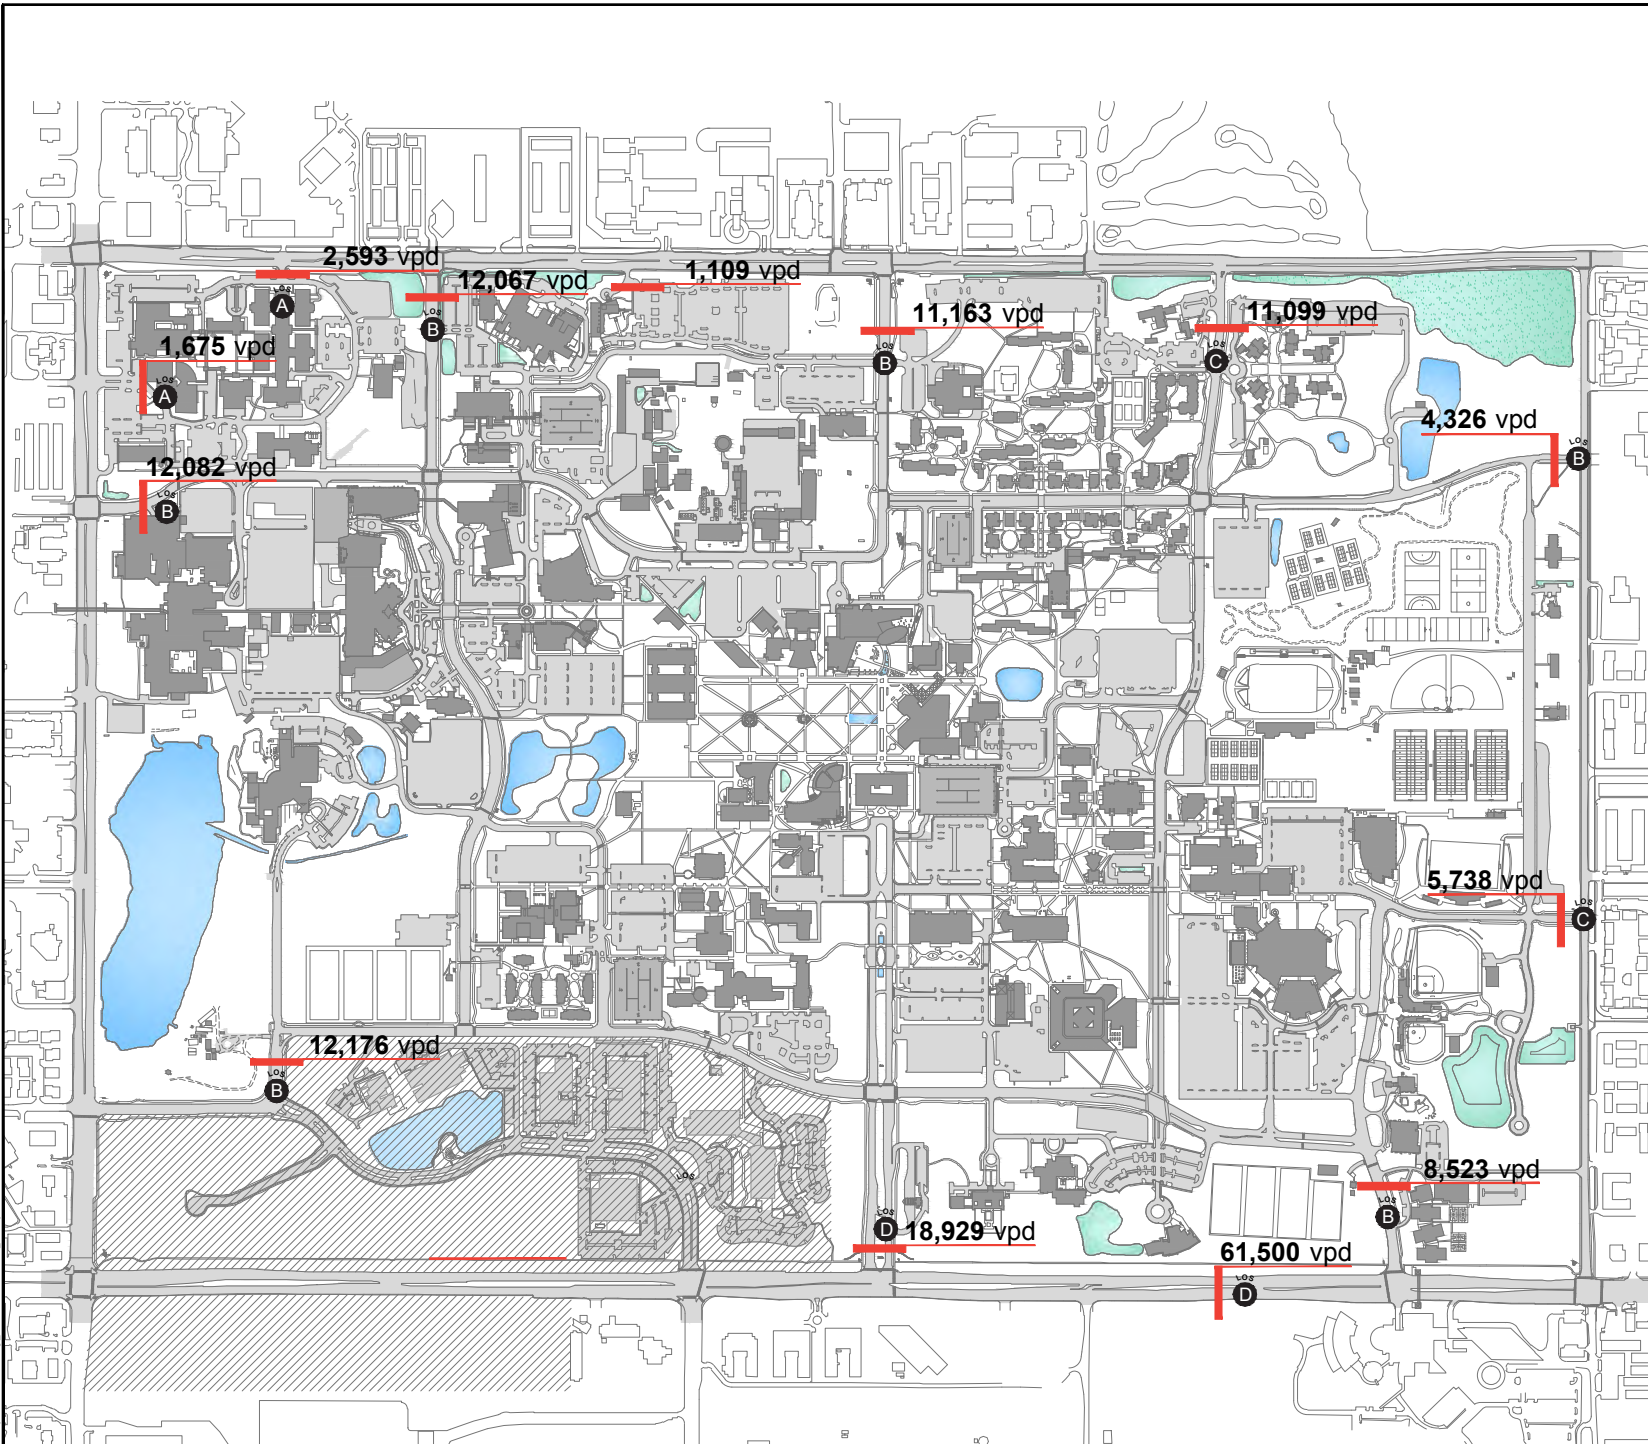 2,593 vpd
LOS
A
12,067 vpd
LOS
B
1,109 vpd
11,163 vpd
LOS
B
11,099 vpd
LOS
C
1,675 vpd
LOS
A
4,326 vpd
LOS
B
12,082 vpd
LOS
B
5,738 vpd
LOS
C
12,176 vpd
LOS
B
LOS
8,523 vpd
LOS
B
LOS
D
18,929 vpd
61,500 vpd
LOS
D